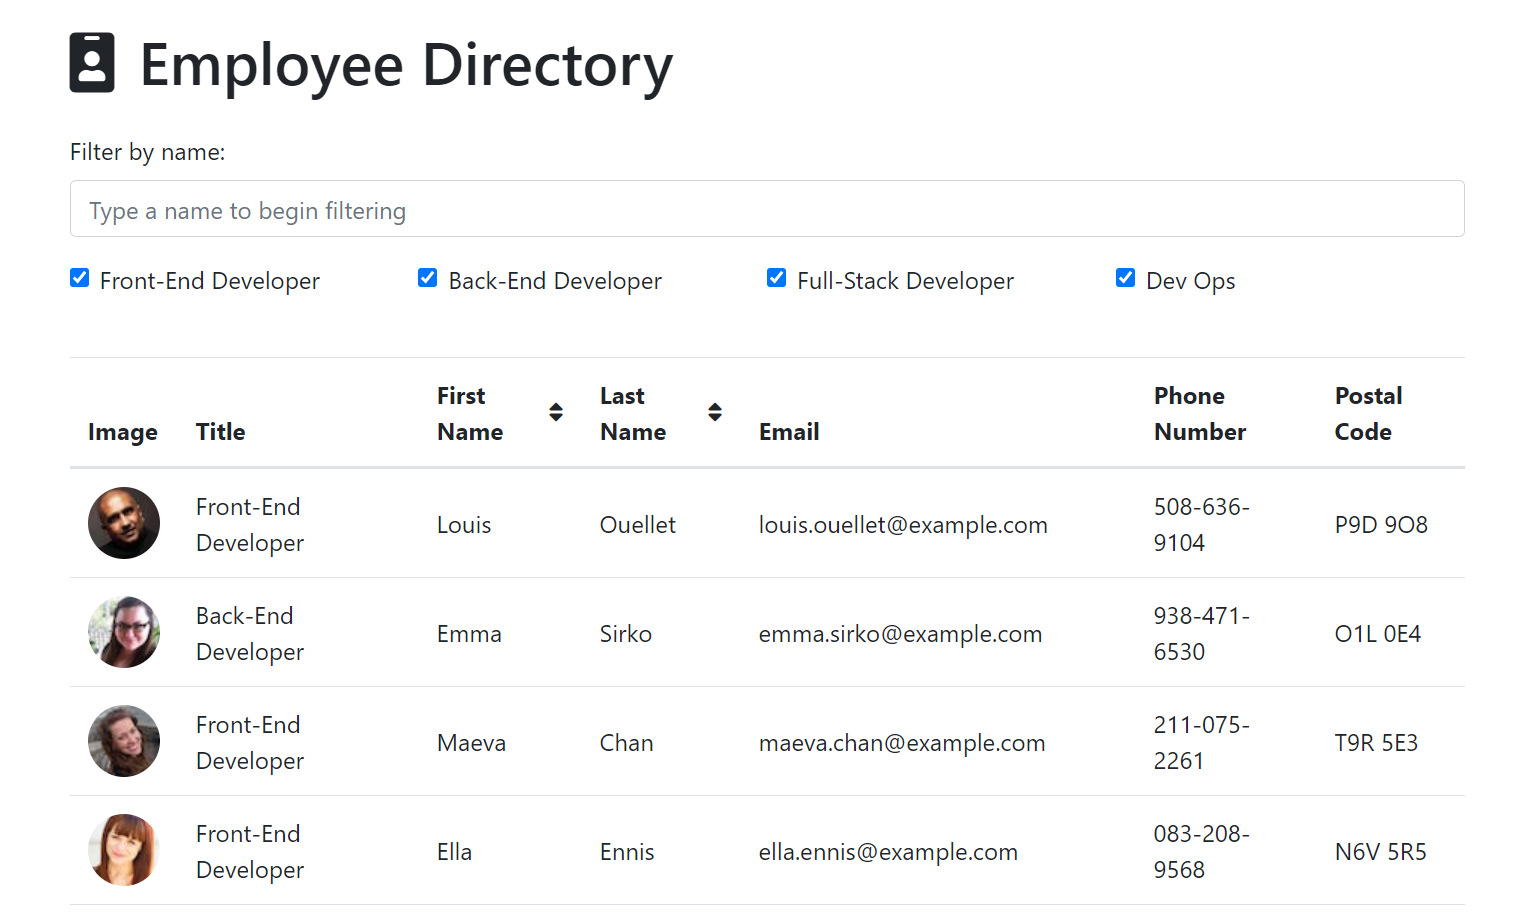 Employee Directory
Filter by name:
Type a name to begin filtering
Front-End Developer Back-End Developer Full-Stack Developer Dev Ops
Image Title First Name Last Name Email Phone Number Postal Code
Front-End Developer Louis Ouellet louis.ouellet@example.com 508-636-9104 P9D 9O8
Back-End Developer Emma Sirko emma.sirko@example.com 938-471-6530 O1L 0E4
Front-End Developer Maeva Chan maeva.chan@example.com 211-075-2261 T9R 5E3
Front-End Developer Ella Ennis ella.ennis@example.com 083-208-9568 N6V 5R5